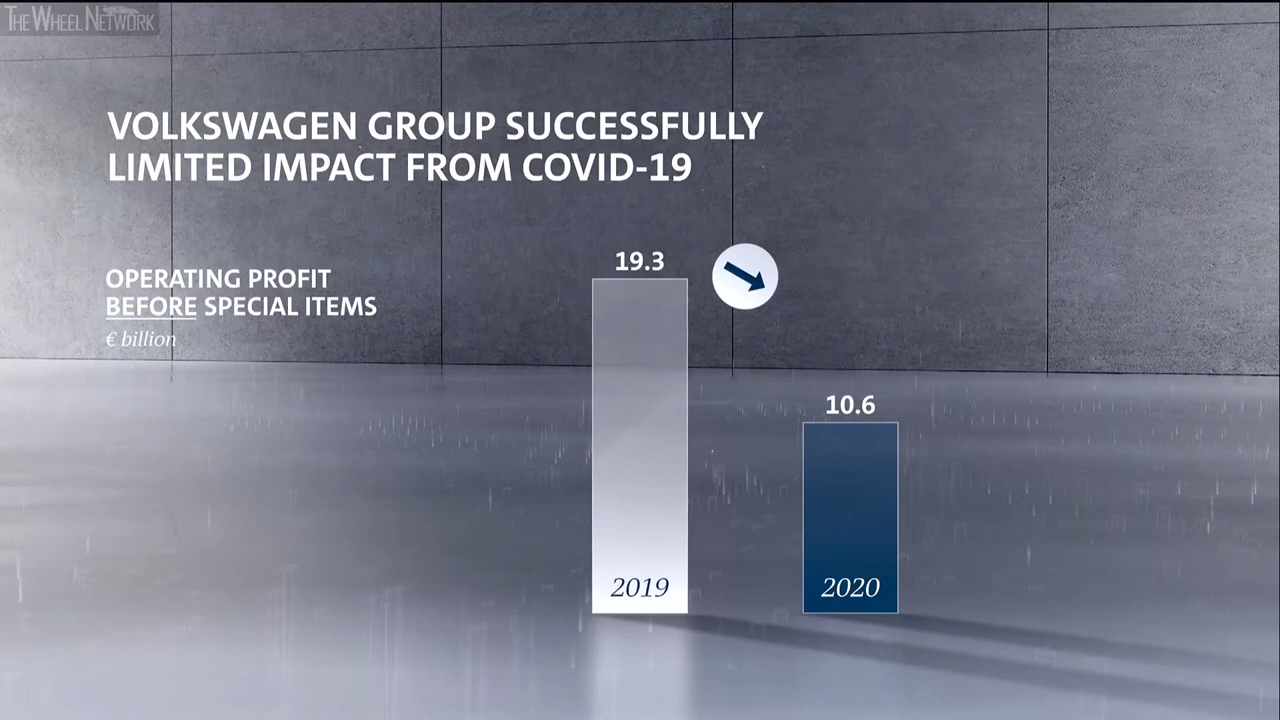 THE WHEEL NETWORK
VOLKSWAGEN GROUP SUCCESSFULLY
LIMITED IMPACT FROM COVID-19
OPERATING PROFIT
BEFORE SPECIAL ITEMS
€ billion
19.3
10.6
2019
2020